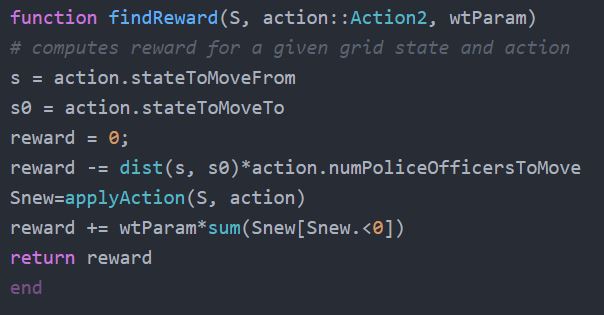 function findReward(S, action::Action2, wtParam)
# computes reward for a given grid state and action
s = action.stateToMoveFrom
s0 = action.stateToMoveTo
reward = 0;
reward -= dist(s, s0)*action.numPoliceOfficersToMove
Snew=applyAction(S, action)
reward += wtParam*sum(Snew[Snew.<0])
return reward
end